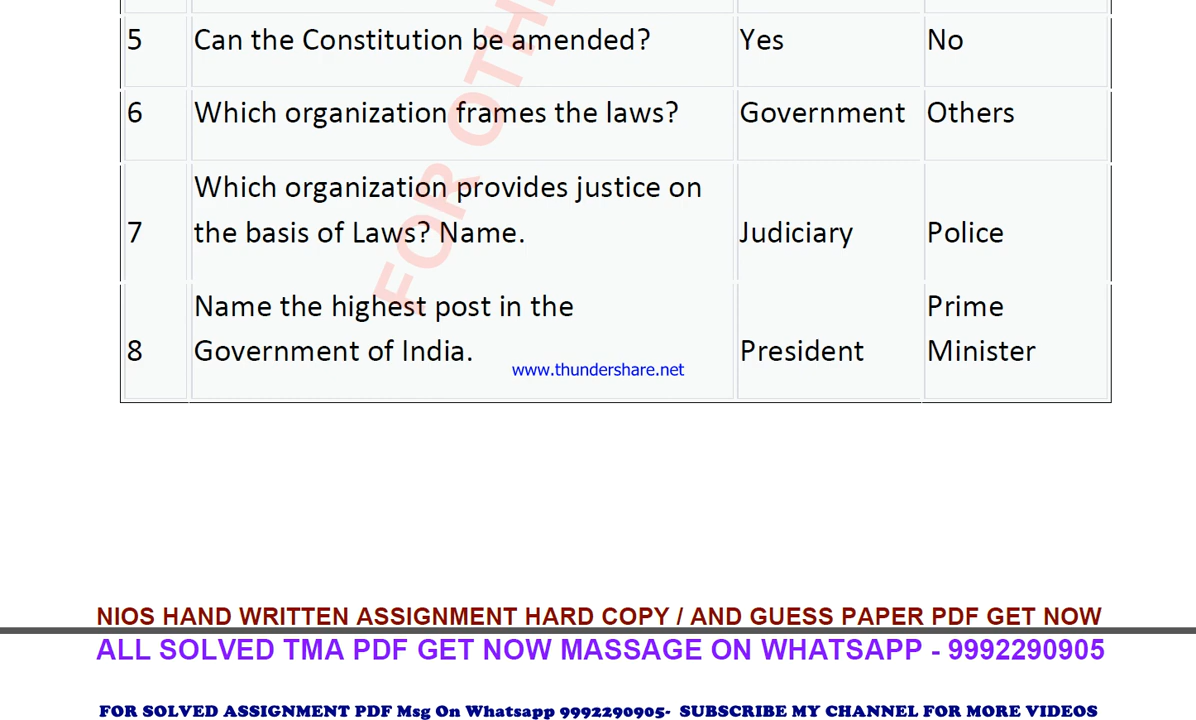 5 Can the Constitution be amended? Yes No
6 Which organization frames the laws? Government Others
Which organization provides justice on
7 the basis of Laws? Name. Judiciary Police
Name the highest post in the Prime
8 Government of India. President Minister
www.thundershare.net
FOR OTH
NIOS HAND WRITTEN ASSIGNMENT HARD COPY / AND GUESS PAPER PDF GET NOW
ALL SOLVED TMA PDF GET NOW MASSAGE ON WHATSAPP - 9992290905
FOR SOLVED ASSIGNMENT PDF Msg On Whatsapp 9992290905- SUBSCRIBE MY CHANNEL FOR MORE VIDEOS